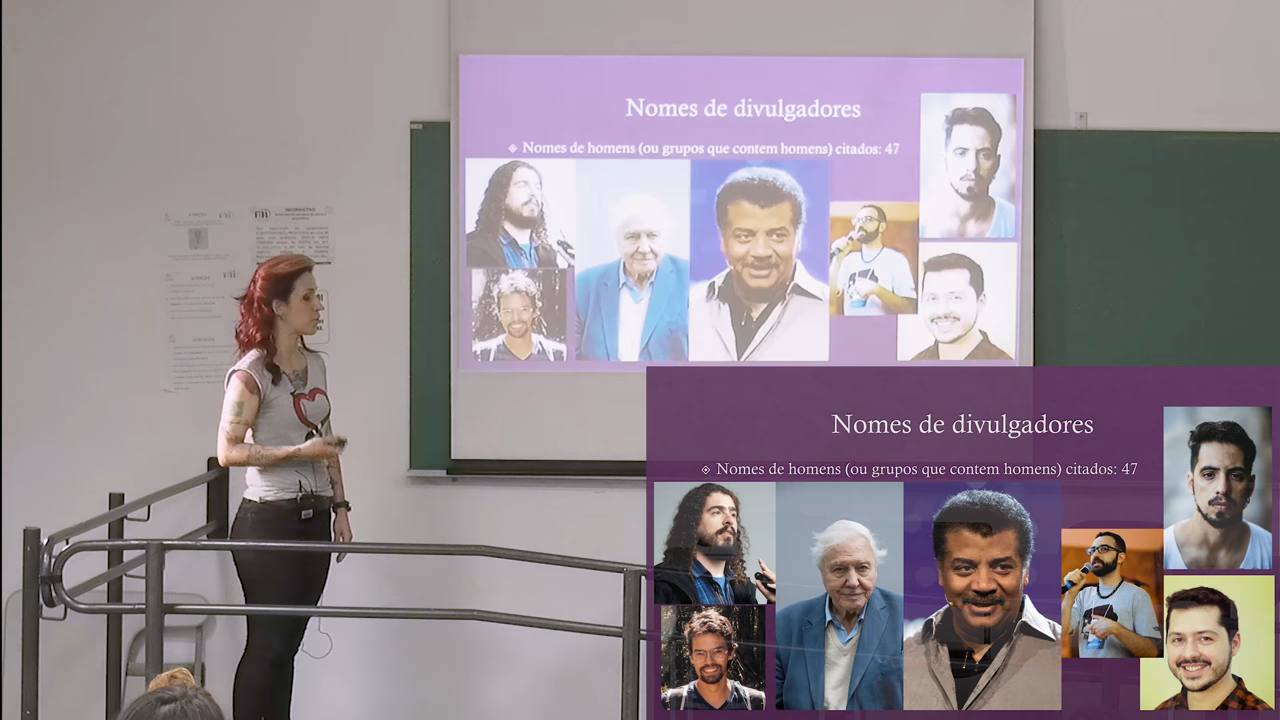 Nomes de divulgadores
Nomes de homens (ou grupos que contem homens) citados: 47
INFORMATIVO
Nomes de divulgadores
Nomes de homens (ou grupos que contem homens) citados: 47